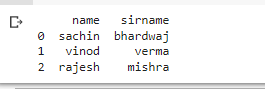 name sirname
0 sachin bhardwaj
1 vinod verma
2 rajesh mishra